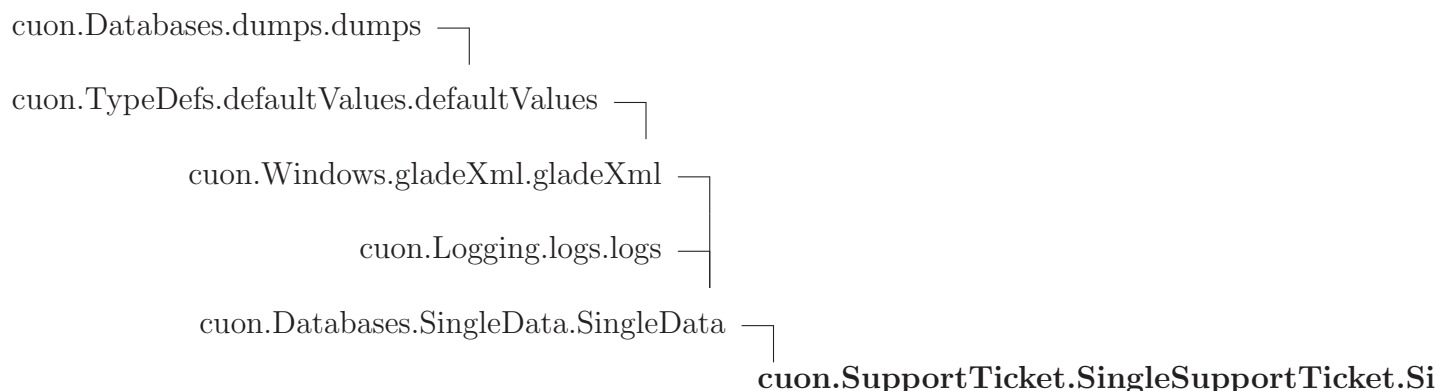 cuon.Databases.dumps.dumps
cuon.TypeDefs.defaultValues.defaultValues
cuon.Windows.gladeXml.gladeXml
cuon.Logging.logs.logs
cuon.Databases.SingleData.SingleData
cuon.SupportTicket.SingleSupportTicket.Si